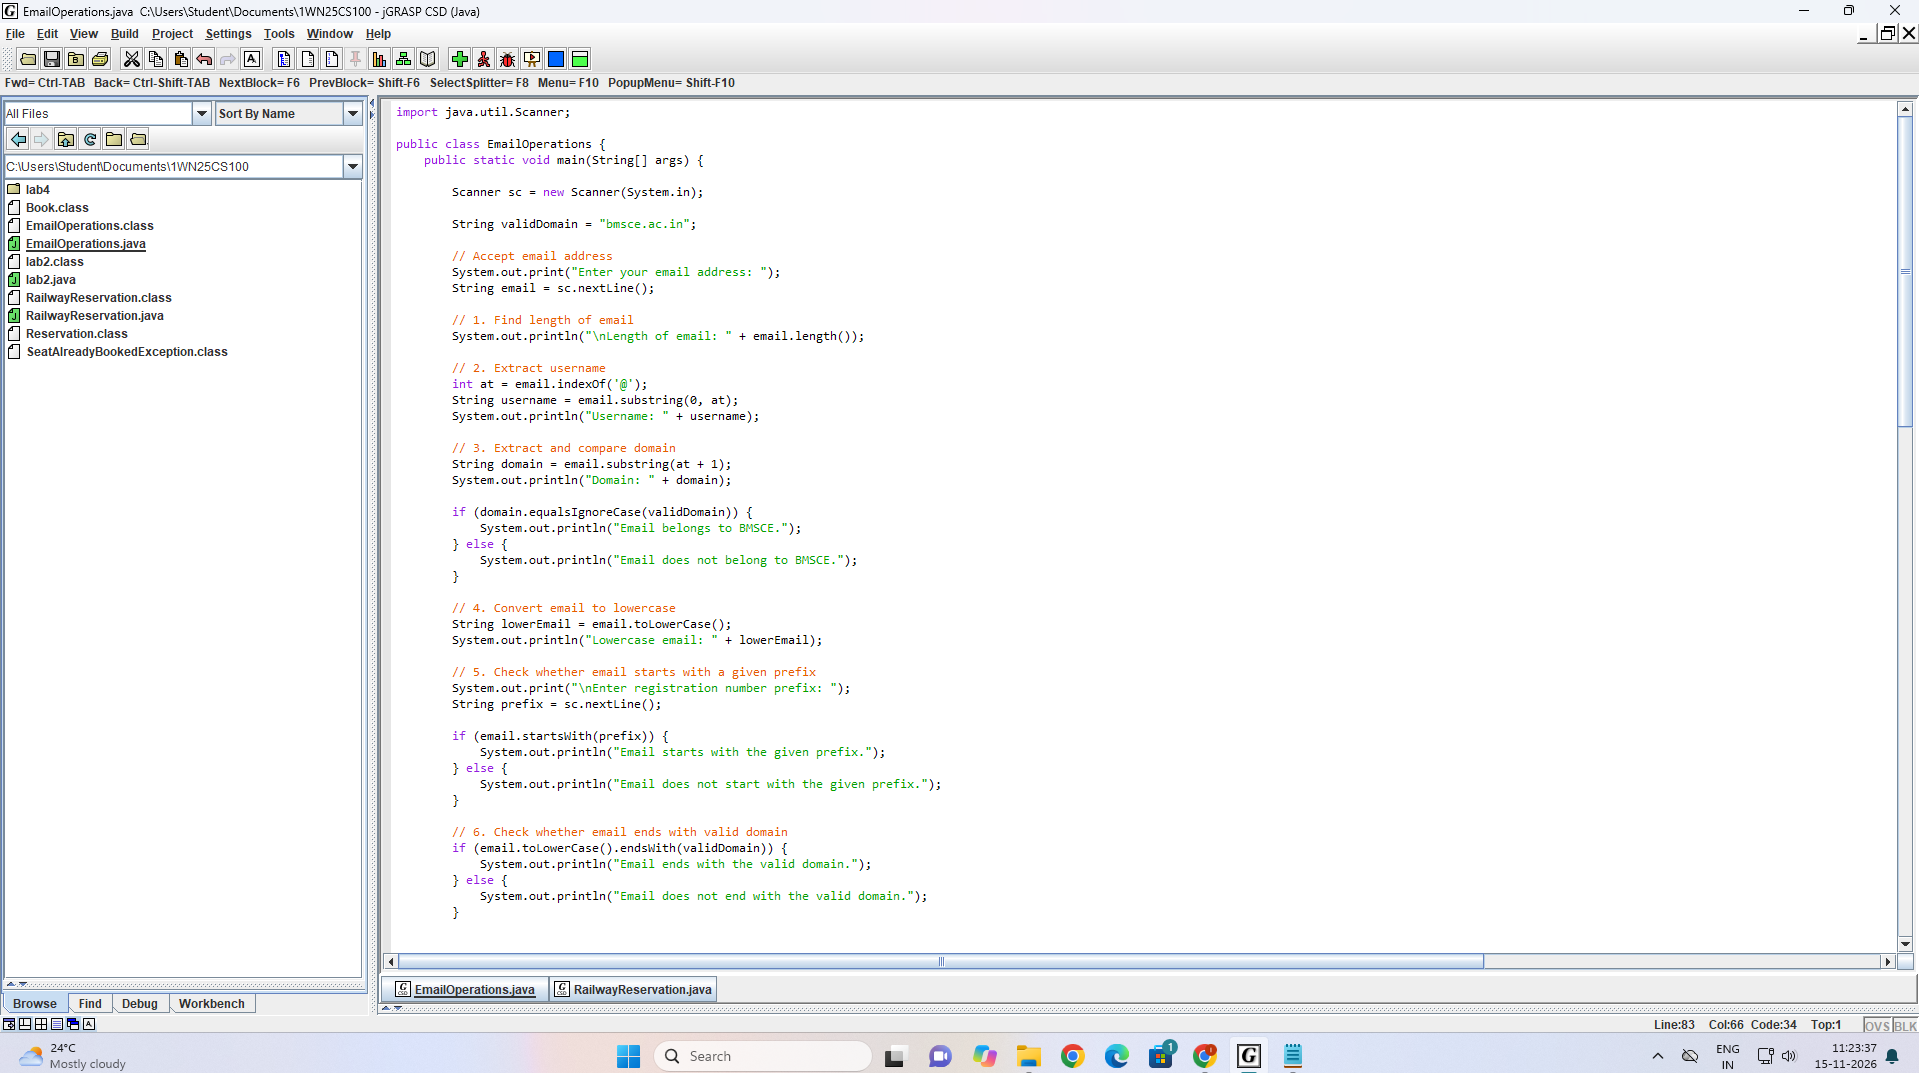 EmailOperations.java  C:\Users\Student\Documents\1WN25CS100 - jGRASP CSD (Java)
File Edit View Build Project Settings Tools Window Help
Fwd= Ctrl-TAB Back= Ctrl-Shift-TAB NextBlock= F6 PrevBlock= Shift-F6 SelectSplitter= F8 Menu= F10 PopupMenu= Shift-F10
All Files
Sort By Name
C:\Users\Student\Documents\1WN25CS100
lab4
Book.class
EmailOperations.class
EmailOperations.java
lab2.class
lab2.java
RailwayReservation.class
RailwayReservation.java
Reservation.class
SeatAlreadyBookedException.class
Browse Find Debug Workbench
import java.util.Scanner;
public class EmailOperations {
public static void main(String[] args) {
Scanner sc = new Scanner(System.in);
String validDomain = "bmsce.ac.in";
// Accept email address
System.out.print("Enter your email address: ");
String email = sc.nextLine();
// 1. Find length of email
System.out.println("\nLength of email: " + email.length());
// 2. Extract username
int at = email.indexOf('@');
String username = email.substring(0, at);
System.out.println("Username: " + username);
// 3. Extract and compare domain
String domain = email.substring(at + 1);
System.out.println("Domain: " + domain);
if (domain.equalsIgnoreCase(validDomain)) {
System.out.println("Email belongs to BMSCE.");
} else {
System.out.println("Email does not belong to BMSCE.");
}
// 4. Convert email to lowercase
String lowerEmail = email.toLowerCase();
System.out.println("Lowercase email: " + lowerEmail);
// 5. Check whether email starts with a given prefix
System.out.print("\nEnter registration number prefix: ");
String prefix = sc.nextLine();
if (email.startsWith(prefix)) {
System.out.println("Email starts with the given prefix.");
} else {
System.out.println("Email does not start with the given prefix.");
}
// 6. Check whether email ends with valid domain
if (email.toLowerCase().endsWith(validDomain)) {
System.out.println("Email ends with the valid domain.");
} else {
System.out.println("Email does not end with the valid domain.");
}
EmailOperations.java RailwayReservation.java
Line:83 Col:66 Code:34 Top:1 OVS BLK
24°C
Mostly cloudy
Search
1
ENG
IN
11:23:37
15-11-2026